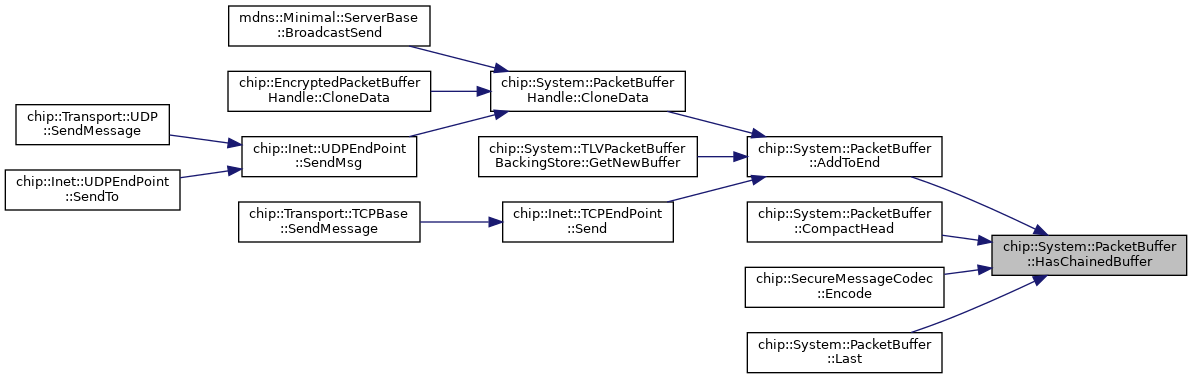 mdns::Minimal::ServerBase
::BroadcastSend
chip::EncryptedPacketBuffer
Handle::CloneData
chip::System::PacketBuffer
Handle::CloneData
chip::Transport::UDP
::SendMessage
chip::Inet::UDPEndPoint
::SendMsg
chip::System::TLVPacketBuffer
BackingStore::GetNewBuffer
chip::System::PacketBuffer
::AddToEnd
chip::Inet::UDPEndPoint
::SendTo
chip::Transport::TCPBase
::SendMessage
chip::Inet::TCPEndPoint
::Send
chip::System::PacketBuffer
::CompactHead
chip::System::PacketBuffer
::HasChainedBuffer
chip::SecureMessageCodec
::Encode
chip::System::PacketBuffer
::Last